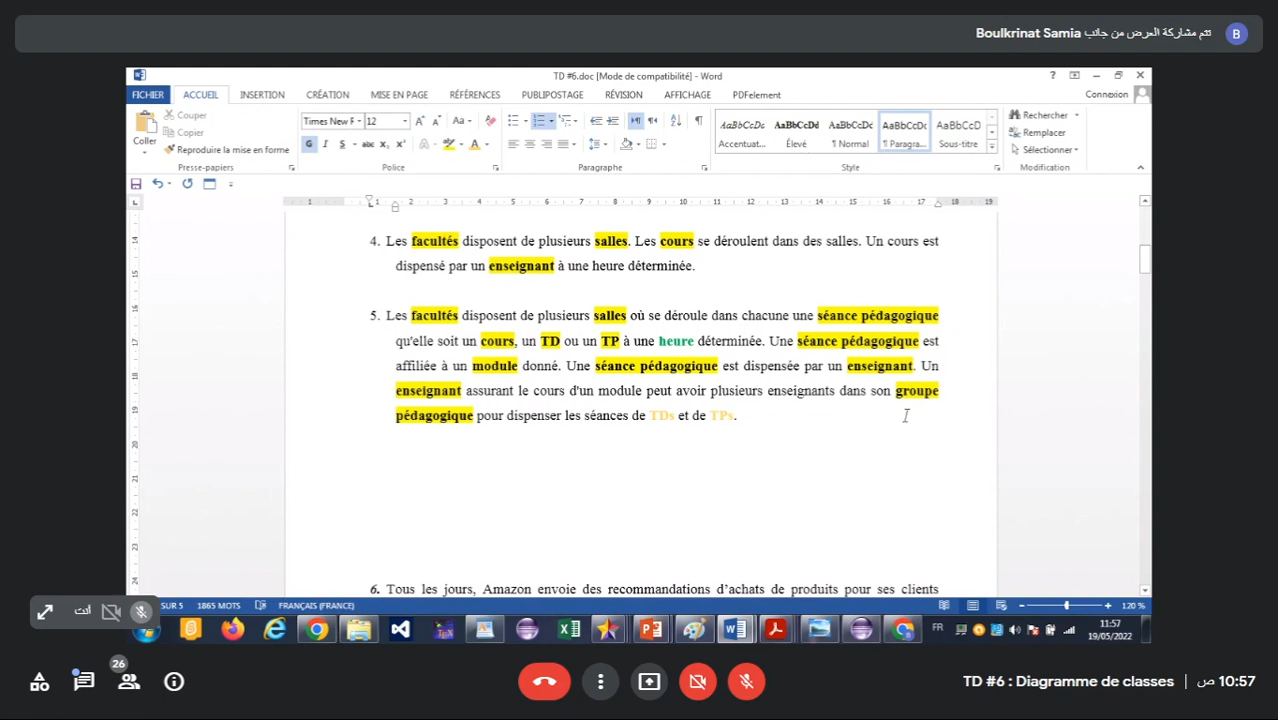 تتم مشاركة العرض من جانب Boulkrinat Samia
B
TD #6.doc [Mode de compatibilité] - Word
FICHIER ACCUEIL INSERTION CRÉATION MISE EN PAGE RÉFÉRENCES PUBLIPOSTAGE RÉVISION AFFICHAGE PDFelement Connexion
Coller
Couper
Copier
Reproduire la mise en forme
Presse-papiers
Times New F 12
Police
Paragraphe
AaBbCcDc AaBbCcDd AaBbCcDc AaBbCcDc AaBbCcD
Accentuat... Élevé ¶ Normal ¶ Paragra... Sous-titre
Style
Rechercher
Remplacer
Sélectionner
Modification
4. Les facultés disposent de plusieurs salles. Les cours se déroulent dans des salles. Un cours est
dispensé par un enseignant à une heure déterminée.
5. Les facultés disposent de plusieurs salles où se déroule dans chacune une séance pédagogique
qu'elle soit un cours, un TD ou un TP à une heure déterminée. Une séance pédagogique est
affiliée à un module donné. Une séance pédagogique est dispensée par un enseignant. Un
enseignant assurant le cours d'un module peut avoir plusieurs enseignants dans son groupe
pédagogique pour dispenser les séances de TDs et de TPs.
6. Tous les jours, Amazon envoie des recommandations d'achats de produits pour ses clients
أنت
SUR 5 1865 MOTS FRANÇAIS (FRANCE) 120 %
FR 11:57
19/05/2022
26
TD #6 : Diagramme de classes | 10:57 ص